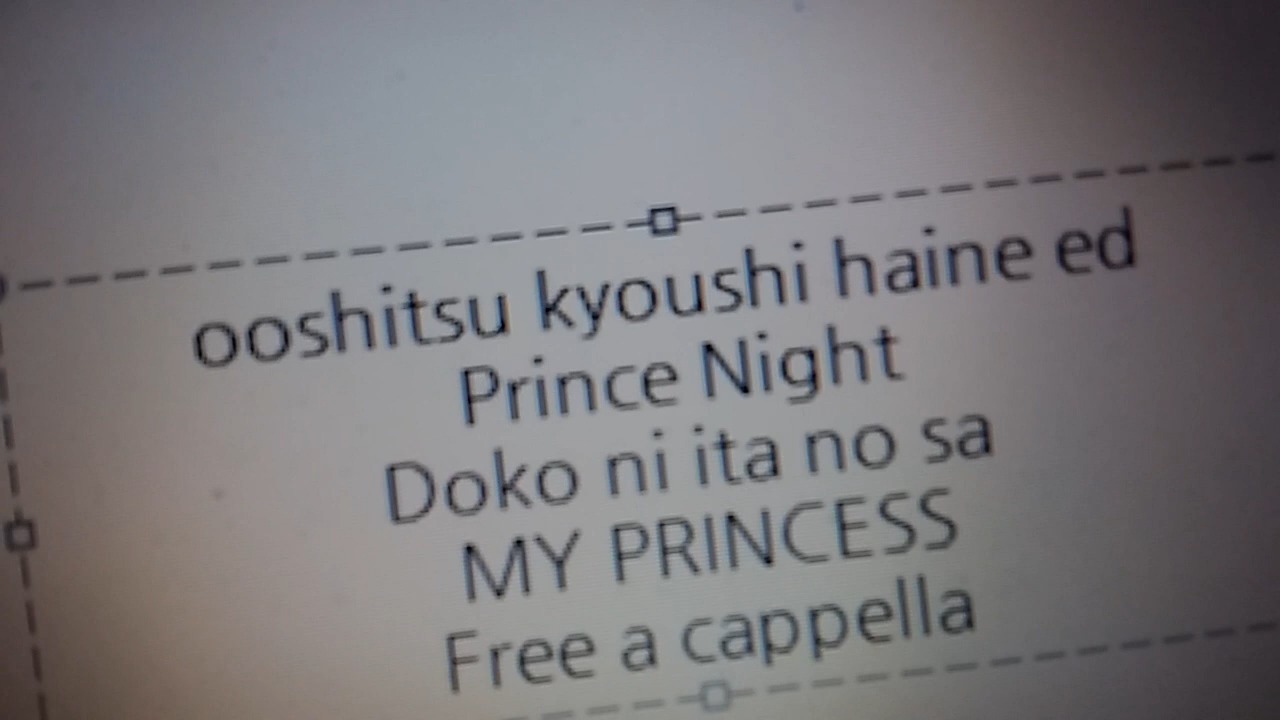 ooshitsu kyoushi haine ed
Prince Night
Doko ni ita no sa
MY PRINCESS
Free a cappella